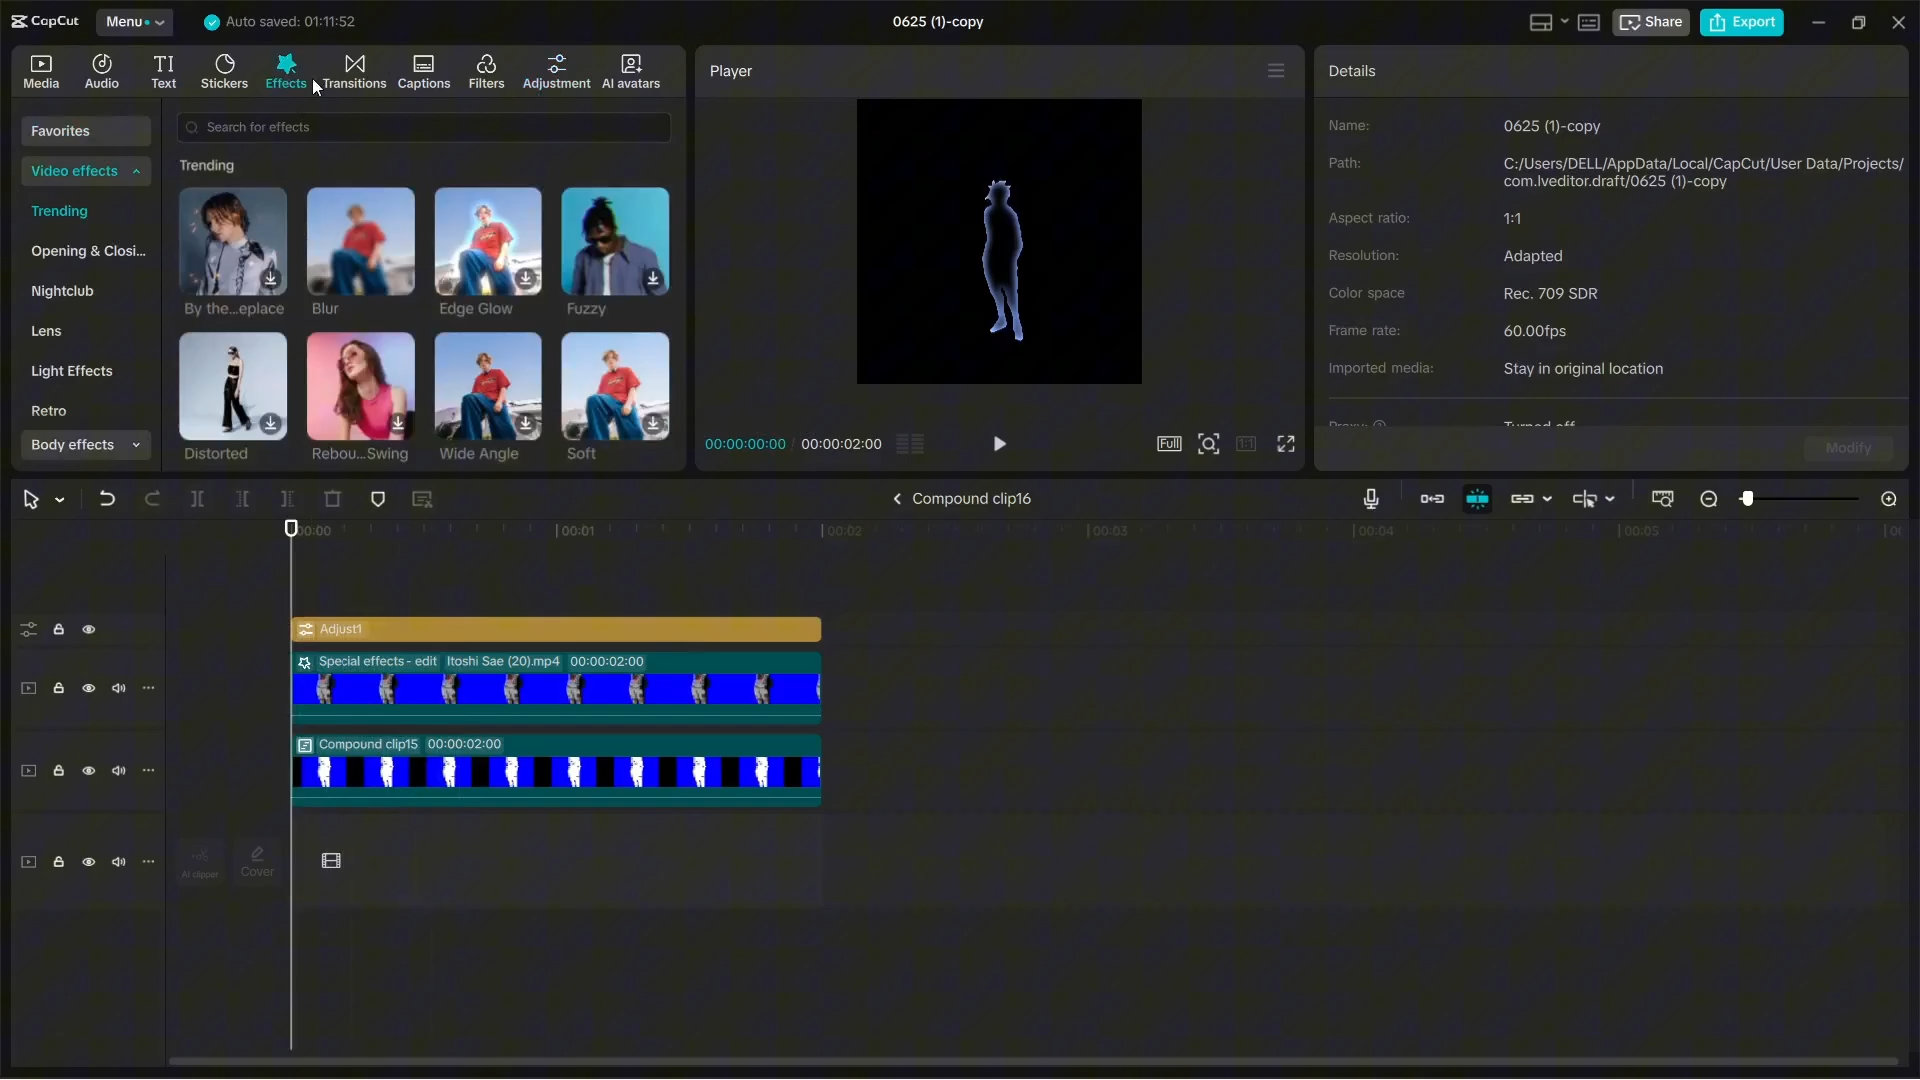 CapCut
Menu
Auto saved: 01:11:52
0625 (1)-copy
Share
Export
Media
Audio
Text
Stickers
Effects
Transitions
Captions
Filters
Adjustment
AI avatars
Player
Details
Favorites
Video effects
Trending
Opening & Closi...
Nightclub
Lens
Light Effects
Retro
Body effects
Search for effects
Trending
By the...eplace
Blur
Edge Glow
Fuzzy
Distorted
Rebou...Swing
Wide Angle
Soft
00:00:00:00 / 00:00:02:00
Full
1:1
Name: 0625 (1)-copy
Path: C:/Users/DELL/AppData/Local/CapCut/User Data/Projects/
com.lveditor.draft/0625 (1)-copy
Aspect ratio: 1:1
Resolution: Adapted
Color space Rec. 709 SDR
Frame rate: 60.00fps
Imported media: Stay in original location
Proxy: Turned off
Modify
Compound clip16
00:00
00:01
00:02
00:03
00:04
00:05
Adjust1
Special effects - edit Itoshi Sae (20).mp4 00:00:02:00
Compound clip15 00:00:02:00
AI clipper
Cover